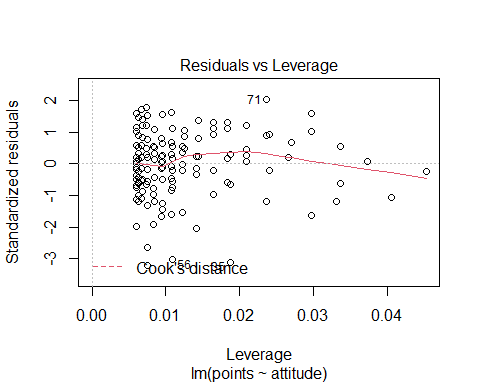 Residuals vs Leverage
Standardized residuals
2
1
0
-1
-2
-3
71
56
35
Cook's distance
0.00 0.01 0.02 0.03 0.04
Leverage
lm(points ~ attitude)